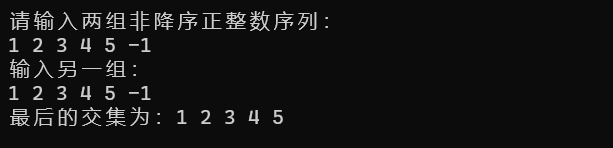 请输入两组非降序正整数序列：
1 2 3 4 5 -1
输入另一组：
1 2 3 4 5 -1
最后的交集为：1 2 3 4 5